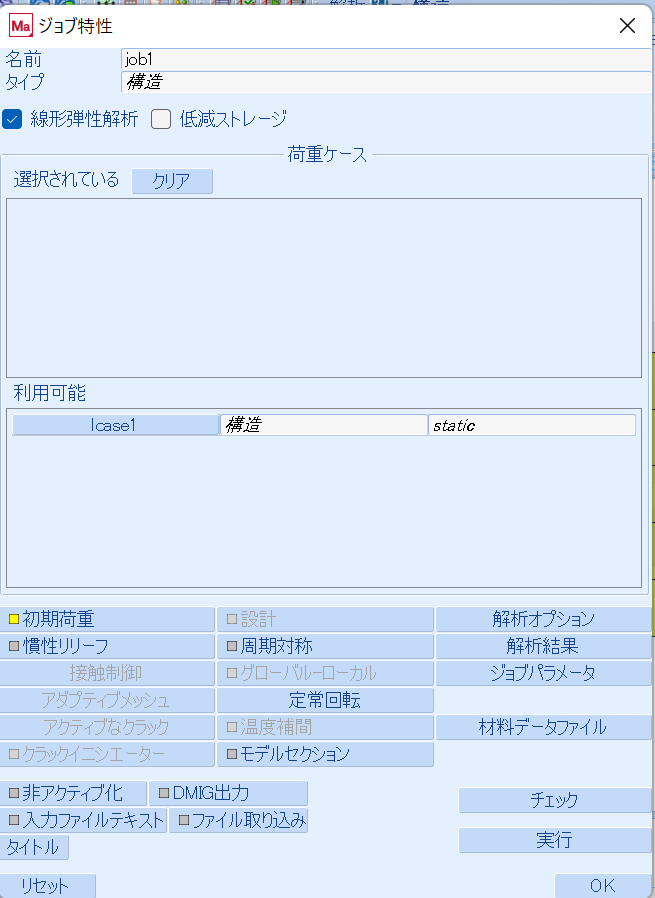 Ma ジョブ特性
名前 job1
タイプ 構造
線形弾性解析 低減ストレージ
荷重ケース
選択されている クリア
利用可能
lcase1 構造 static
初期荷重 設計 解析オプション
慣性リリーフ 周期対称 解析結果
接触制御 グローバル-ローカル ジョブパラメータ
アダプティブメッシュ 定常回転
アクティブなクラック 温度補間 材料データファイル
クラックイニシエーター モデルセクション
非アクティブ化 DMIG出力 チェック
入力ファイルテキスト ファイル取り込み
タイトル 実行
リセット OK